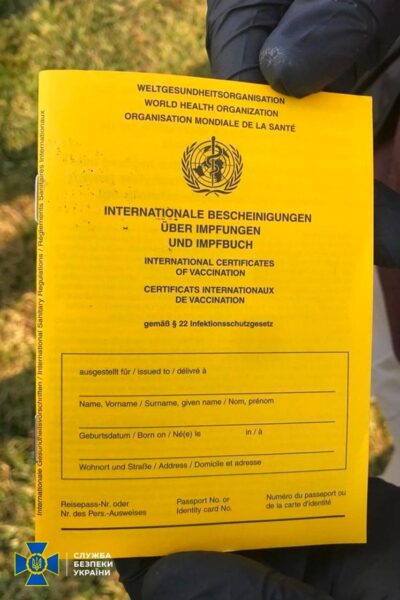 WELTGESUNDHEITSORGANISATION
WORLD HEALTH ORGANIZATION
ORGANISATION MONDIALE DE LA SANTÉ
INTERNATIONALE BESCHEINIGUNGEN
ÜBER IMPFUNGEN
UND IMPFBUCH
INTERNATIONAL CERTIFICATES
OF VACCINATION
CERTIFICATS INTERNATIONAUX
DE VACCINATION
gemäß § 22 Infektionsschutzgesetz
ausgestellt für / issued to / délivré à
Name, Vorname / Surname, given name / Nom, prénom
Geburtsdatum / Born on / Né(e) le in / à
Wohnort und Straße / Address / Domicile et adresse
Reisepass-Nr. oder
Nr. des Pers.-Ausweises
Passport No. or
Identity card No.
Numéro du passeport ou
de la carte d'identité
Internationale Gesundheitsvorschriften / International Sanitary Regulations / Règlements Sanitaires Internationaux
СЛУЖБА
БЕЗПЕКИ
УКРАЇНИ